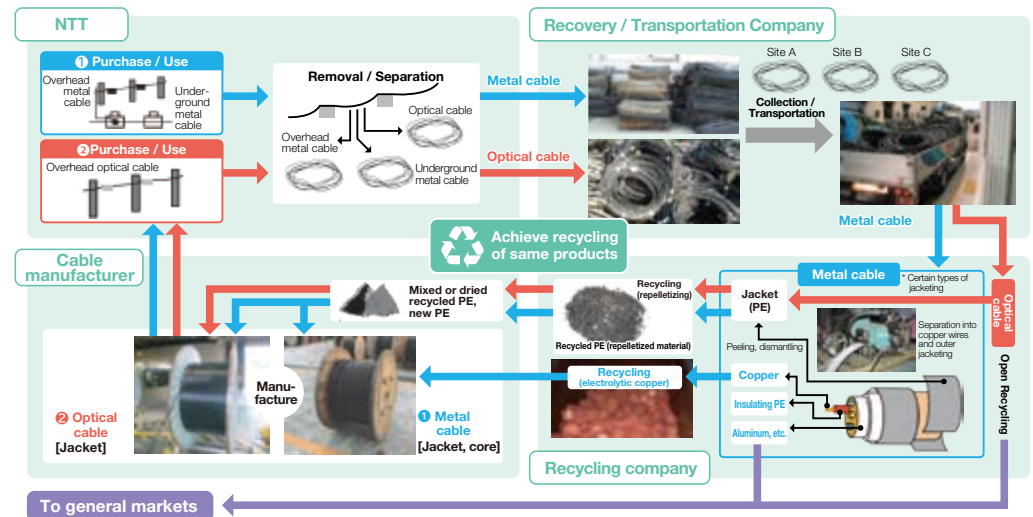 NTT
Recovery / Transportation Company
❶ Purchase / Use
Overhead
metal
cable
Under-
ground
metal
cable
❷Purchase / Use
Overhead optical cable
Removal / Separation
Optical cable
Overhead
metal cable
Underground
metal cable
Metal cable
Optical cable
Site A
Site B
Site C
Collection /
Transportation
Metal cable
Achieve recycling
of same products
Cable
manufacturer
Mixed or dried
recycled PE,
new PE
Recycling
(repelletizing)
Recycled PE (repelletized material)
Metal cable
* Certain types of
jacketing
Optical
cable
Jacket
(PE)
Separation into
copper wires
and outer
jacketing
Peeling, dismantling
Open Recycling
Copper
Insulating PE
Aluminum, etc.
Recycling
(electrolytic copper)
Manu-
facture
❷ Optical
cable
[Jacket]
❶ Metal
cable
[Jacket, core]
Recycling company
To general markets